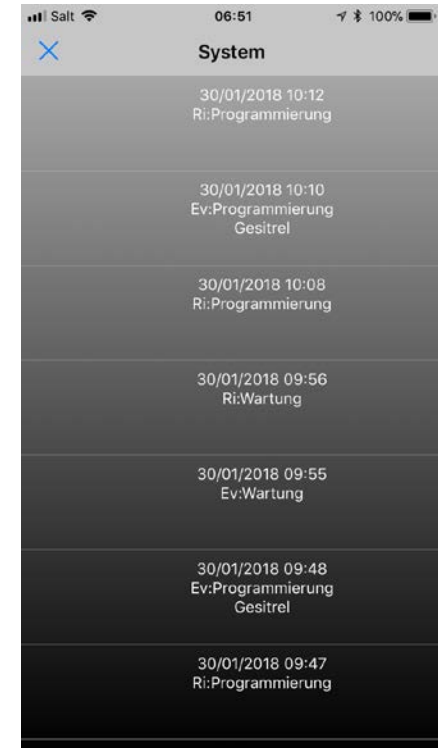 Salt 06:51 100%
System
30/01/2018 10:12
Ri:Programmierung
30/01/2018 10:10
Ev:Programmierung
Gesitrel
30/01/2018 10:08
Ri:Programmierung
30/01/2018 09:56
Ri:Wartung
30/01/2018 09:55
Ev:Wartung
30/01/2018 09:48
Ev:Programmierung
Gesitrel
30/01/2018 09:47
Ri:Programmierung